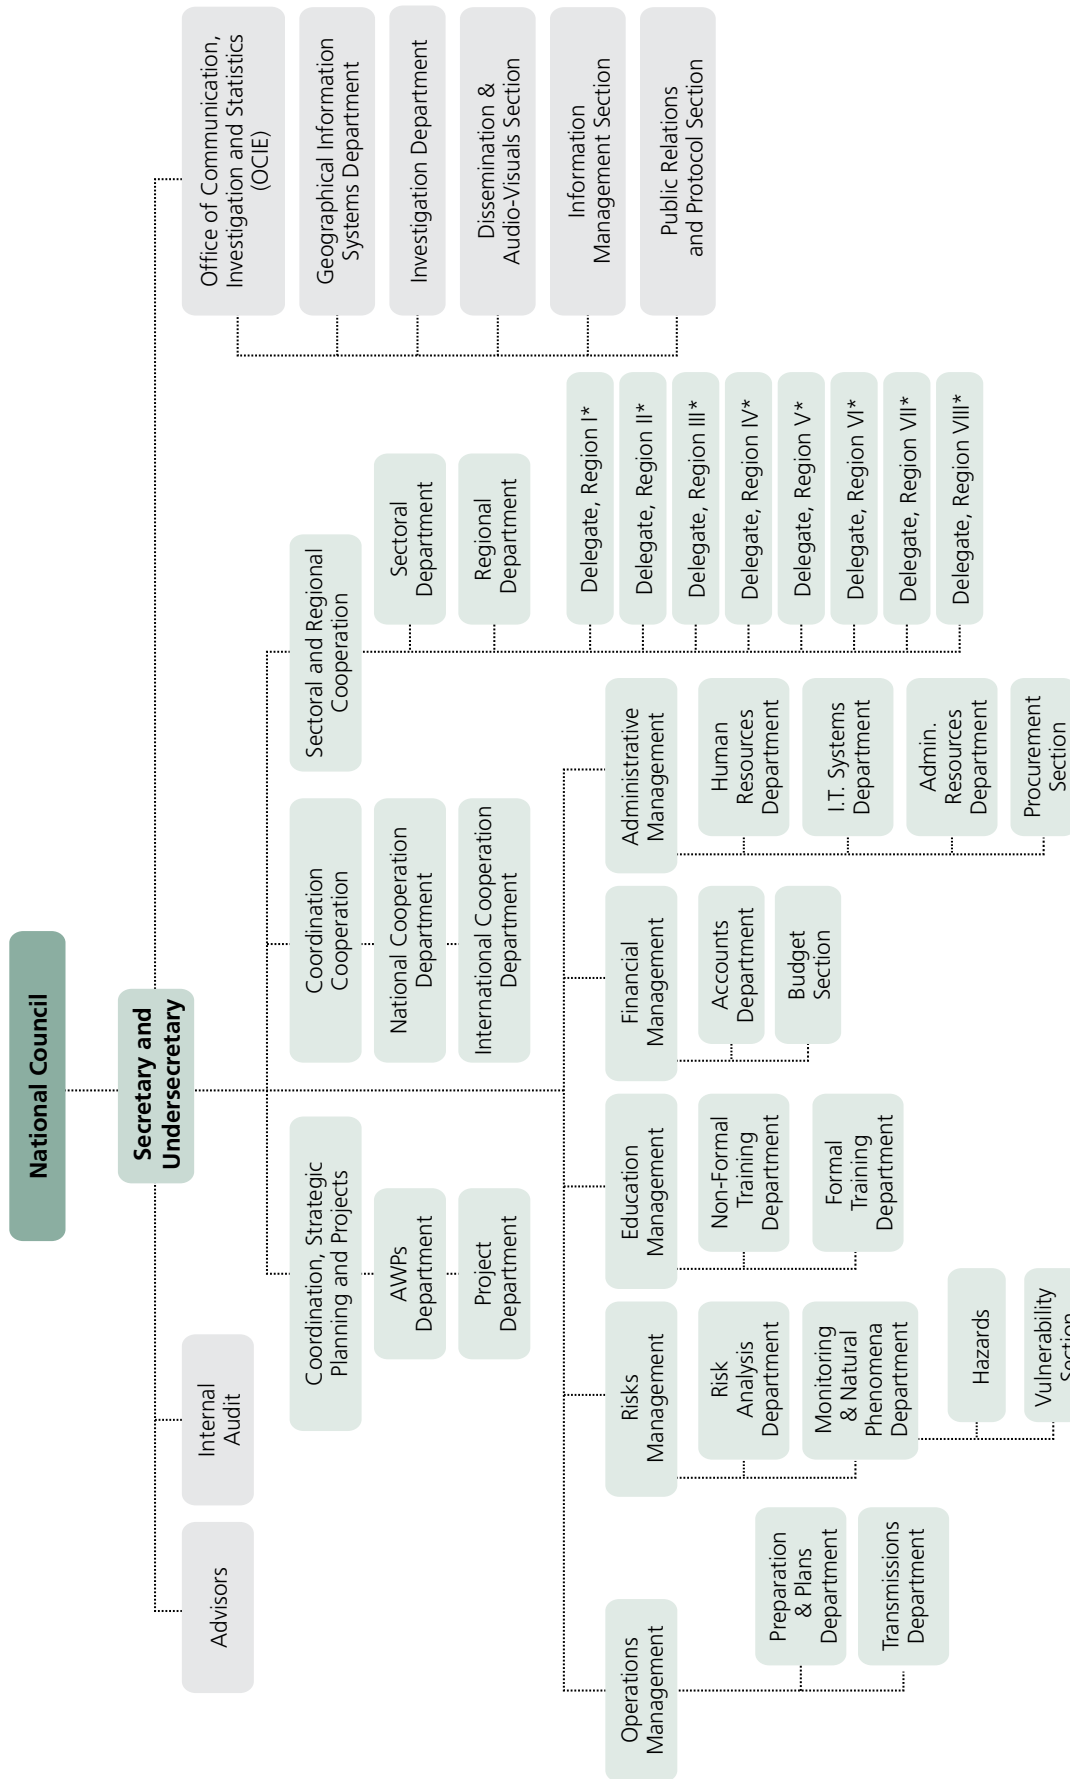 National Council
Secretary and
Undersecretary
Advisors
Internal
Audit
Office of Communication,
Investigation and Statistics
(OCIE)
Geographical Information
Systems Department
Investigation Department
Dissemination &
Audio-Visuals Section
Information
Management Section
Public Relations
and Protocol Section
Coordination, Strategic
Planning and Projects
AWPs
Department
Project
Department
Coordination
Cooperation
National Cooperation
Department
International Cooperation
Department
Sectoral and Regional
Cooperation
Sectoral
Department
Regional
Department
Delegate, Region I*
Delegate, Region II*
Delegate, Region III*
Delegate, Region IV*
Delegate, Region V*
Delegate, Region VI*
Delegate, Region VII*
Delegate, Region VIII*
Operations
Management
Preparation
& Plans
Department
Transmissions
Department
Risks
Management
Risk
Analysis
Department
Monitoring
& Natural
Phenomena
Department
Hazards
Vulnerability
Section
Education
Management
Non-Formal
Training
Department
Formal
Training
Department
Financial
Management
Accounts
Department
Budget
Section
Administrative
Management
Human
Resources
Department
I.T. Systems
Department
Admin.
Resources
Department
Procurement
Section